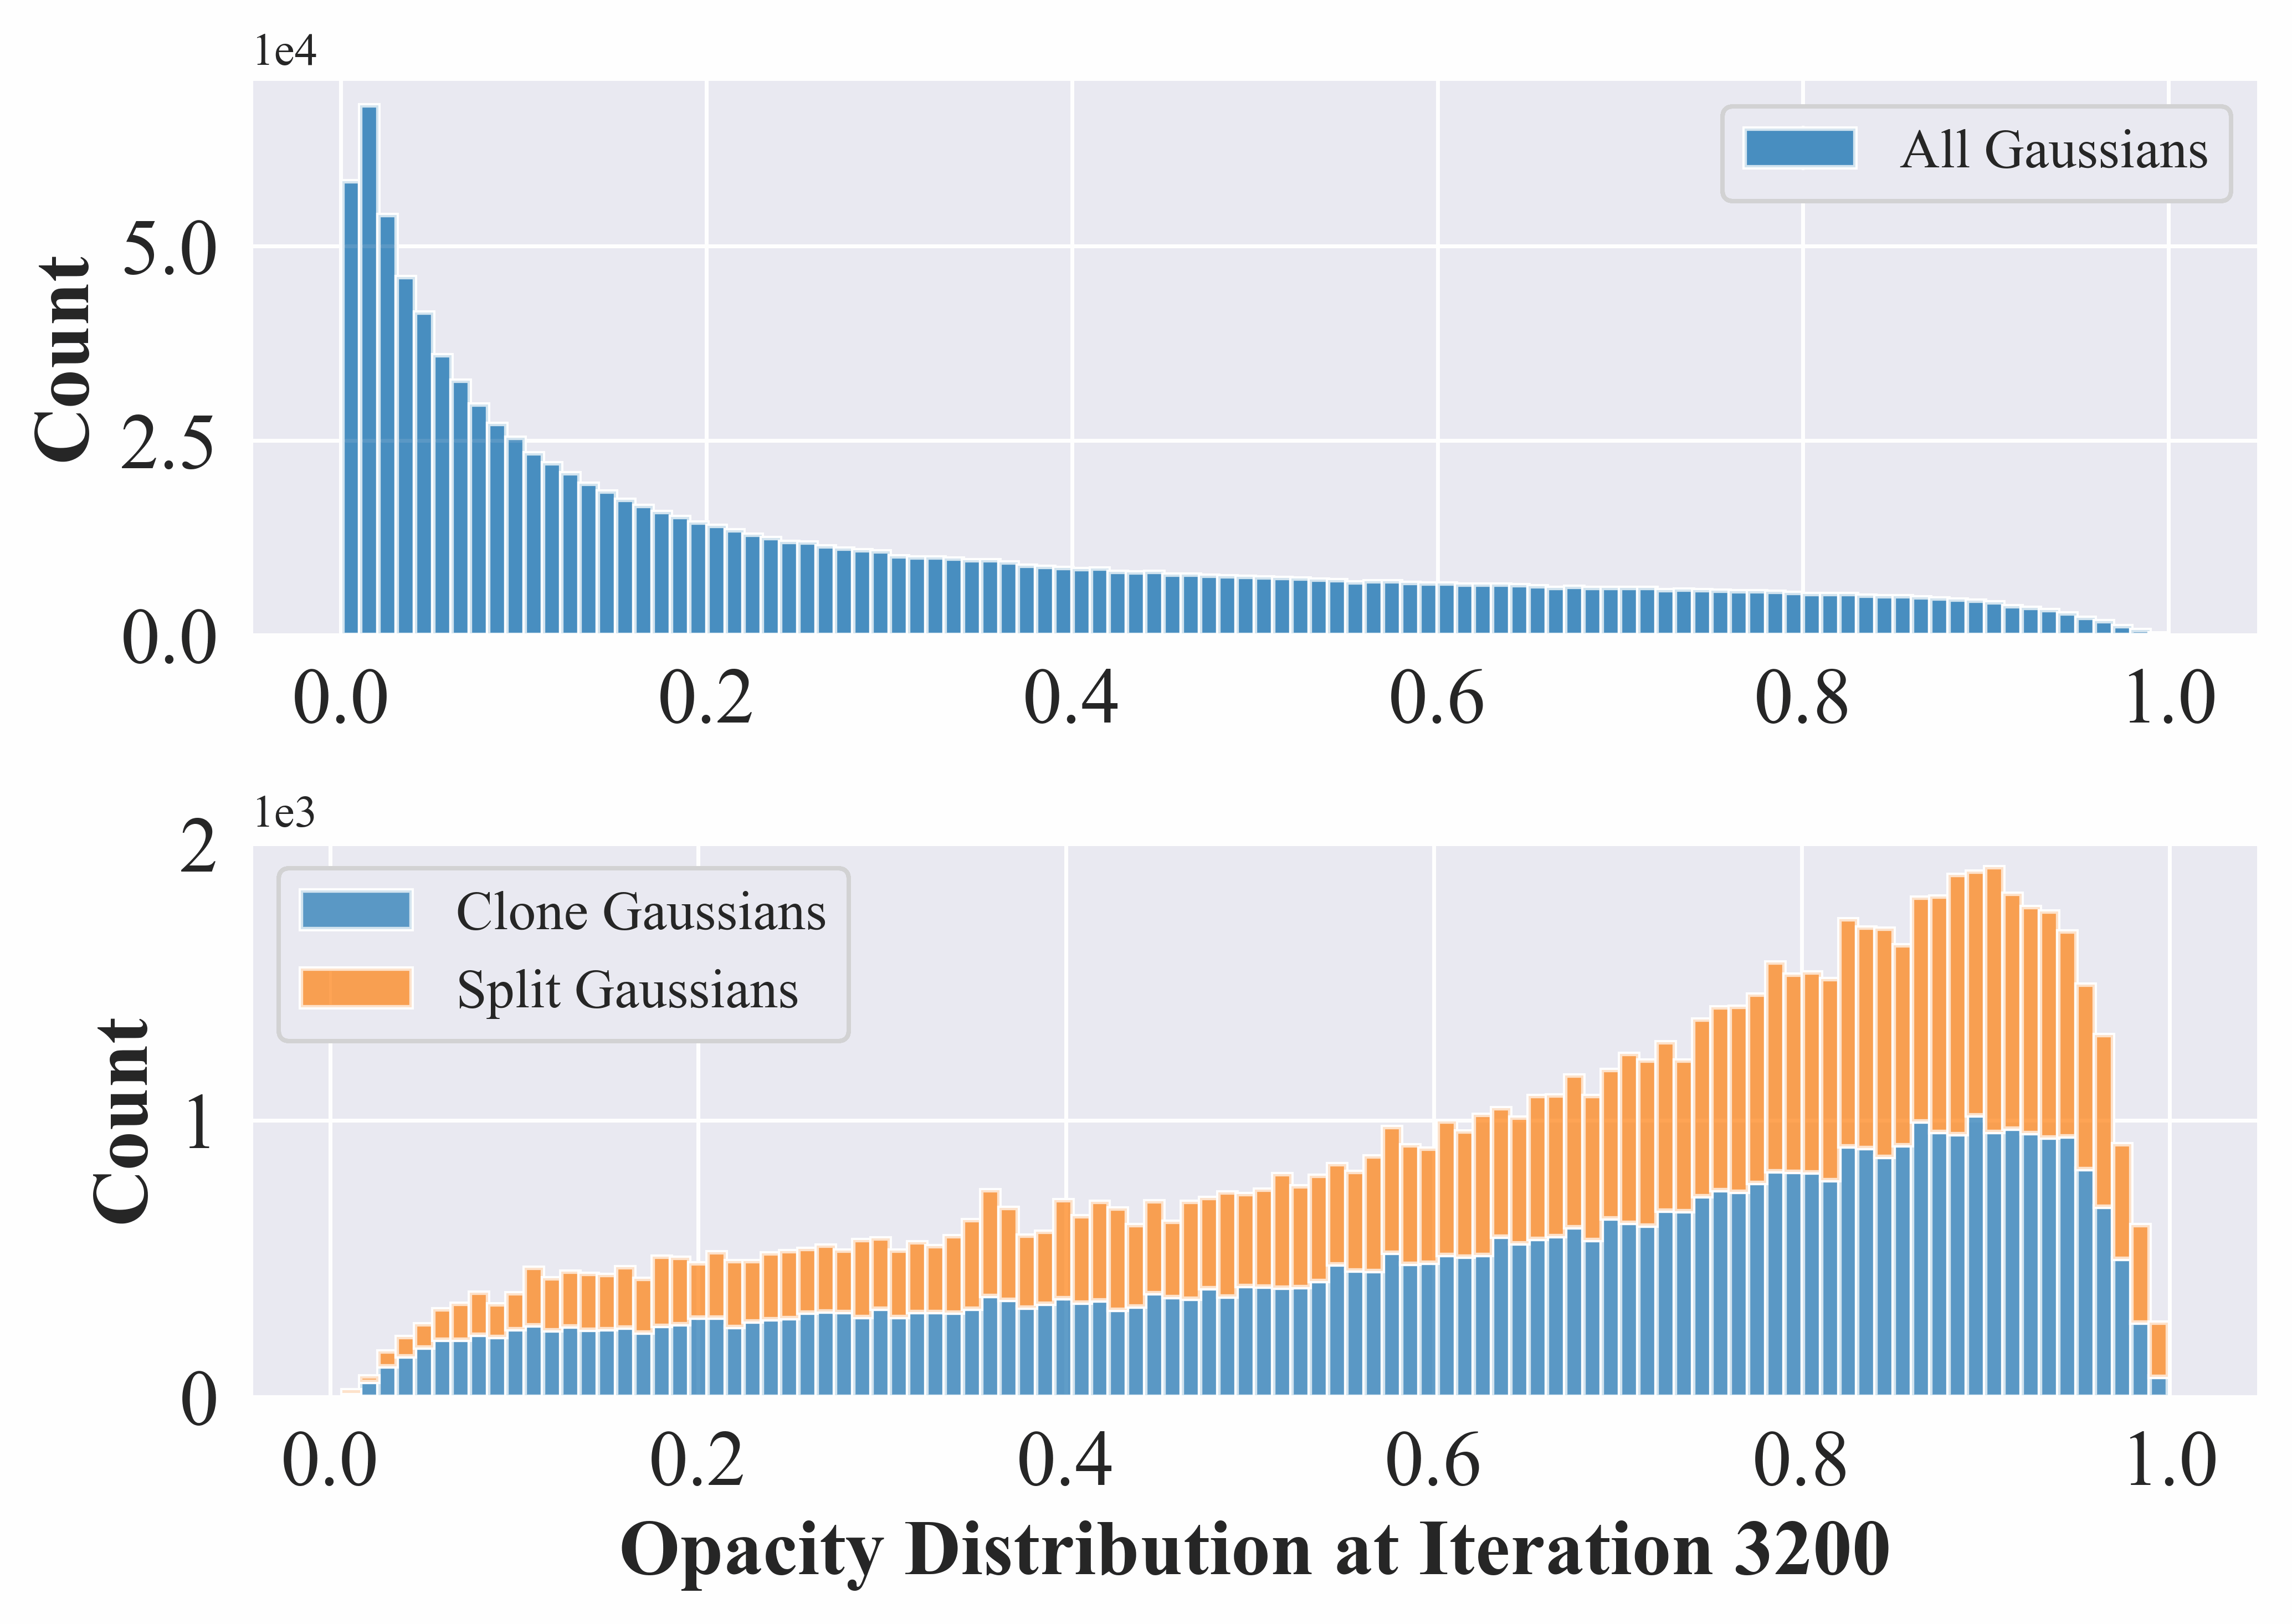 1e4
All Gaussians
Count
5.0
2.5
0.0
0.0 0.2 0.4 0.6 0.8 1.0
1e3
Clone Gaussians
Split Gaussians
Count
2
1
0
0.0 0.2 0.4 0.6 0.8 1.0
Opacity Distribution at Iteration 3200